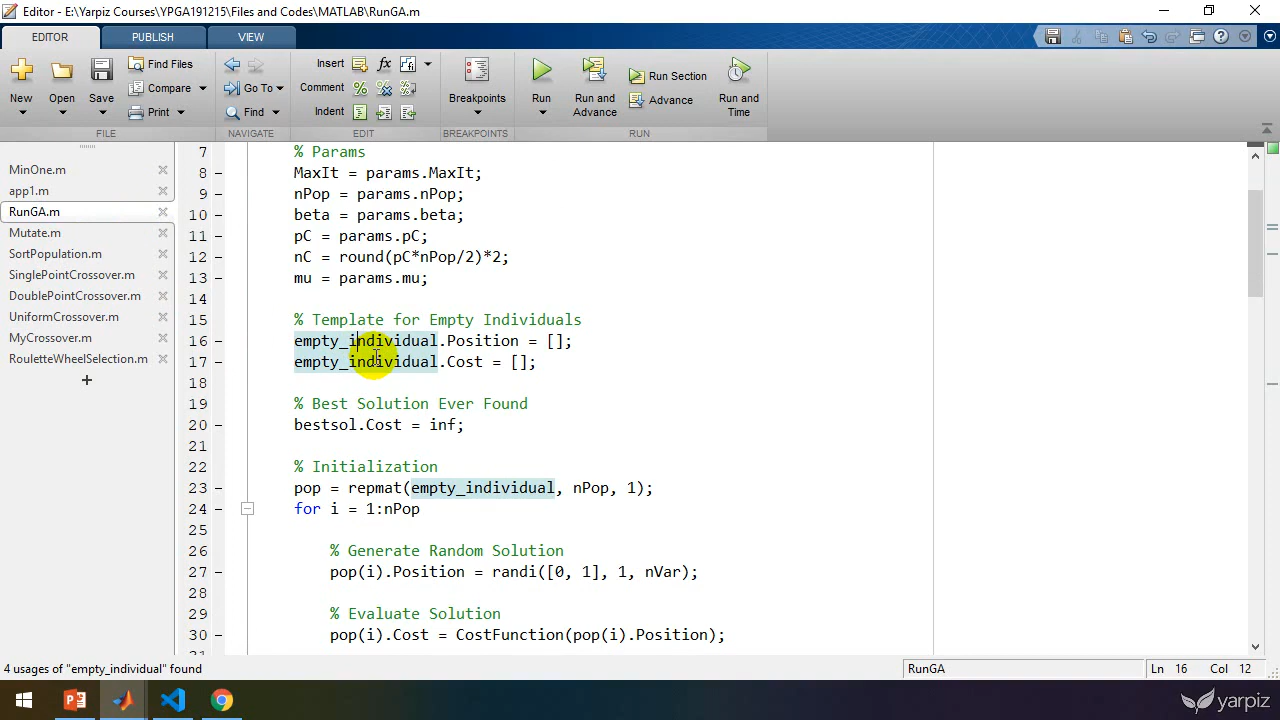 Editor - E:\Yarpiz Courses\YPGA191215\Files and Codes\MATLAB\RunGA.m
EDITOR PUBLISH VIEW
New Open Save Find Files Compare Print
FILE
Go To Find
NAVIGATE
Insert fx
Comment
Indent
EDIT
Breakpoints
BREAKPOINTS
Run Run and Advance Run Section Advance Run and Time
RUN
MinOne.m
app1.m
RunGA.m
Mutate.m
SortPopulation.m
SinglePointCrossover.m
DoublePointCrossover.m
UniformCrossover.m
MyCrossover.m
RouletteWheelSelection.m
7 % Params
8 – MaxIt = params.MaxIt;
9 – nPop = params.nPop;
10 – beta = params.beta;
11 – pC = params.pC;
12 – nC = round(pC*nPop/2)*2;
13 – mu = params.mu;
14
15 % Template for Empty Individuals
16 – empty_individual.Position = [];
17 – empty_individual.Cost = [];
18
19 % Best Solution Ever Found
20 – bestsol.Cost = inf;
21
22 % Initialization
23 – pop = repmat(empty_individual, nPop, 1);
24 – for i = 1:nPop
25
26 % Generate Random Solution
27 – pop(i).Position = randi([0, 1], 1, nVar);
28
29 % Evaluate Solution
30 – pop(i).Cost = CostFunction(pop(i).Position);
31
4 usages of "empty_individual" found
RunGA
Ln 16 Col 12
yarpiz